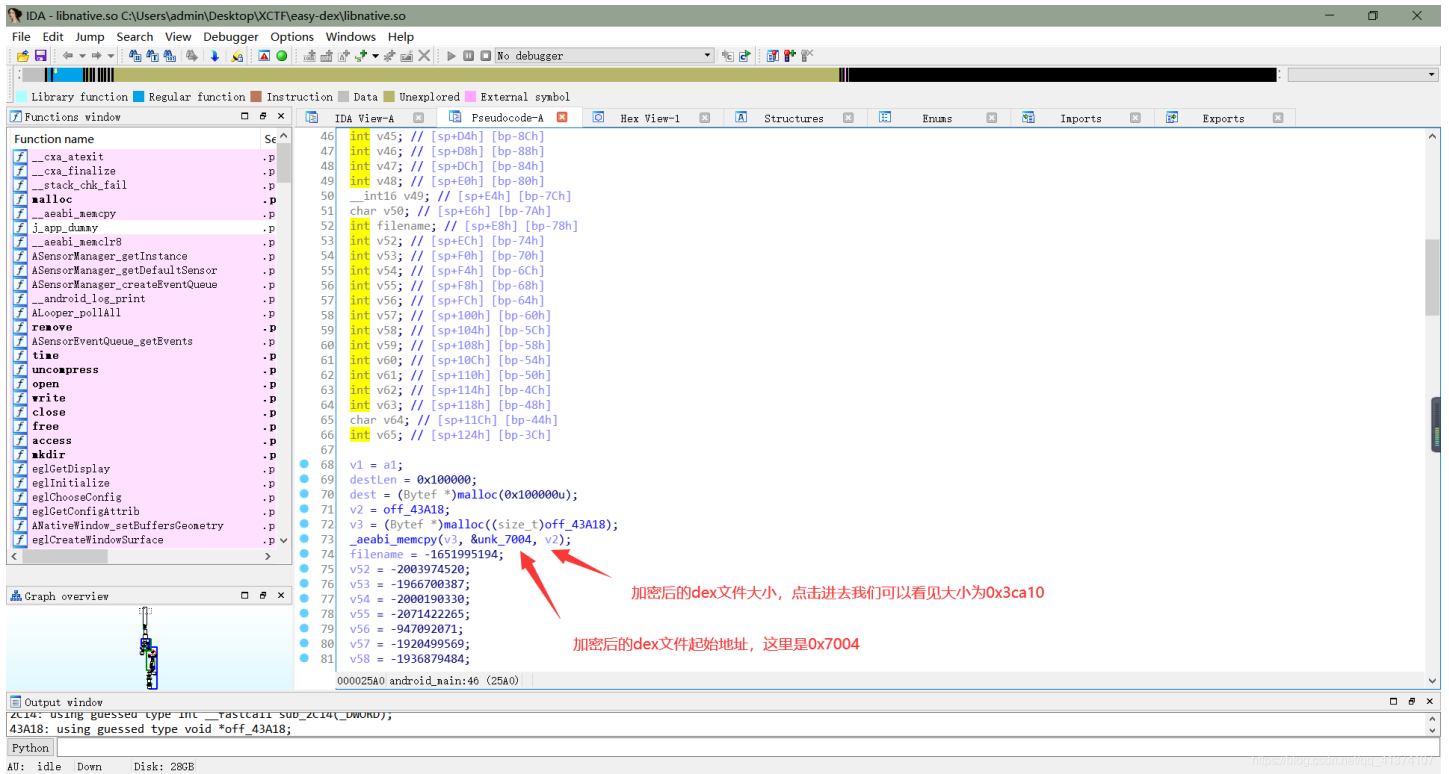 IDA - libnative.so C:\Users\admin\Desktop\XCTF\easy-dex\libnative.so
File Edit Jump Search View Debugger Options Windows Help
No debugger
Library function Regular function Instruction Data Unexplored External symbol
Functions window
IDA View-A Pseudocode-A Hex View-1 Structures Enums Imports Exports
Function name Se
__cxa_atexit .p
__cxa_finalize .p
__stack_chk_fail .p
malloc .p
__aeabi_memcpy .p
j_app_dummy .p
__aeabi_memclr8 .p
ASensorManager_getInstance .p
ASensorManager_getDefaultSensor .p
ASensorManager_createEventQueue .p
__android_log_print .p
ALooper_pollAll .p
remove .p
ASensorEventQueue_getEvents .p
time .p
uncompress .p
open .p
write .p
close .p
free .p
access .p
mkdir .p
eglGetDisplay .p
eglInitialize .p
eglChooseConfig .p
eglGetConfigAttrib .p
ANativeWindow_setBuffersGeometry .p
eglCreateWindowSurface .p
Graph overview
46 int v45; // [sp+D4h] [bp-8Ch]
47 int v46; // [sp+D8h] [bp-88h]
48 int v47; // [sp+DCh] [bp-84h]
49 int v48; // [sp+E0h] [bp-80h]
50 __int16 v49; // [sp+E4h] [bp-7Ch]
51 char v50; // [sp+E6h] [bp-7Ah]
52 int filename; // [sp+E8h] [bp-78h]
53 int v52; // [sp+ECh] [bp-74h]
54 int v53; // [sp+F0h] [bp-70h]
55 int v54; // [sp+F4h] [bp-6Ch]
56 int v55; // [sp+F8h] [bp-68h]
57 int v56; // [sp+FCh] [bp-64h]
58 int v57; // [sp+100h] [bp-60h]
59 int v58; // [sp+104h] [bp-5Ch]
60 int v59; // [sp+108h] [bp-58h]
61 int v60; // [sp+10Ch] [bp-54h]
62 int v61; // [sp+110h] [bp-50h]
63 int v62; // [sp+114h] [bp-4Ch]
64 int v63; // [sp+118h] [bp-48h]
65 char v64; // [sp+11Ch] [bp-44h]
66 int v65; // [sp+124h] [bp-3Ch]
67
68 v1 = a1;
69 destLen = 0x100000;
70 dest = (Bytef *)malloc(0x100000u);
71 v2 = off_43A18;
72 v3 = (Bytef *)malloc((size_t)off_43A18);
73 _aeabi_memcpy(v3, &unk_7004, v2);
74 filename = -1651995194;
75 v52 = -2003974520;
76 v53 = -1966700387;
77 v54 = -2000190330;
78 v55 = -2071422265;
79 v56 = -947092071;
80 v57 = -1920499569;
81 v58 = -1936879484;
加密后的dex文件大小，点击进去我们可以看见大小为0x3ca10
加密后的dex文件起始地址，这里是0x7004
000025A0 android_main:46 (25A0)
Output window
2C14: using guessed type int __fastcall sub_2C14(_DWORD);
43A18: using guessed type void *off_43A18;
Python
AU: idle Down Disk: 28GB